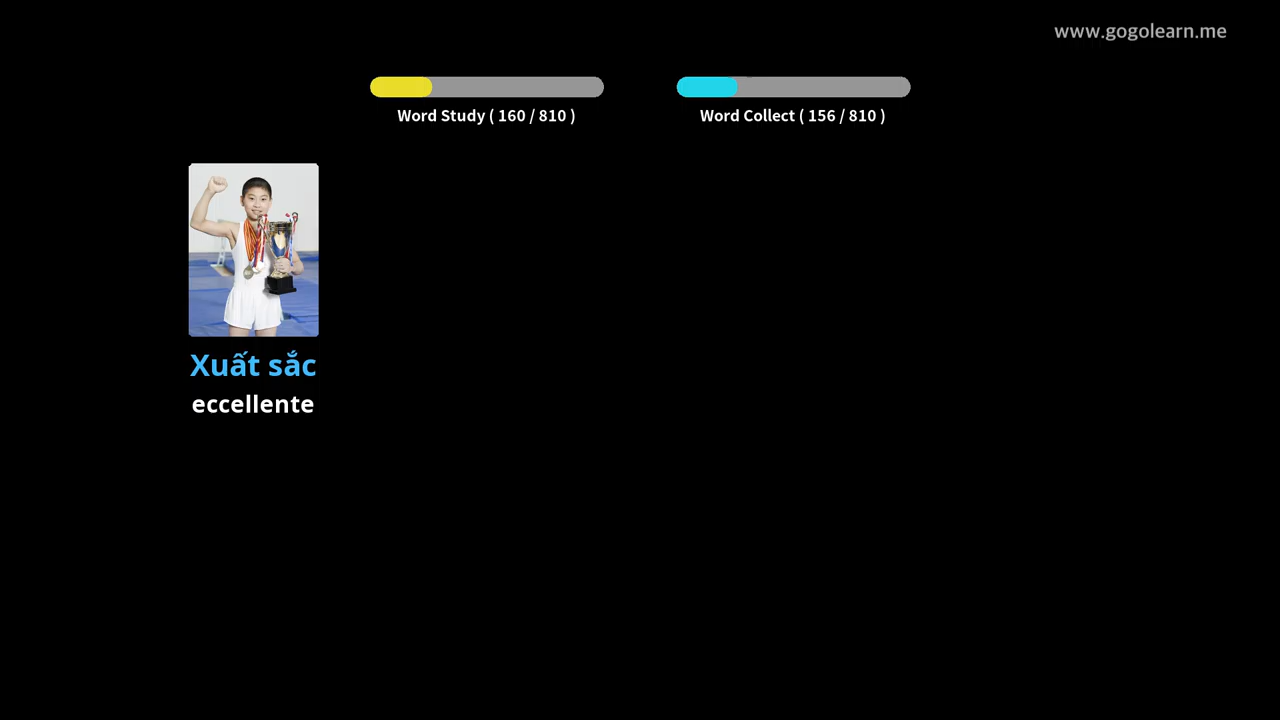 www.gogolearn.me
Word Study ( 160 / 810 )
Word Collect ( 156 / 810 )
Xuất sắc
eccellente